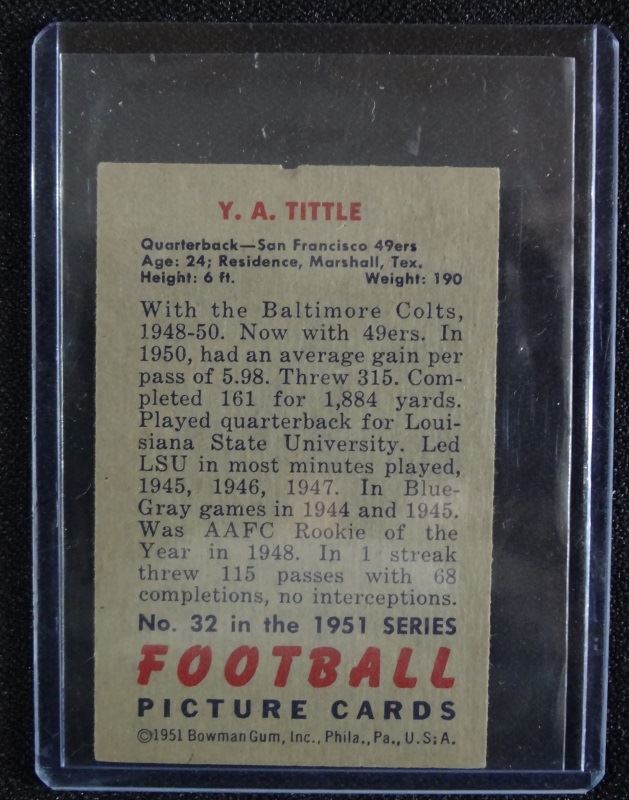 Y. A. TITTLE
Quarterback—San Francisco 49ers
Age: 24; Residence, Marshall, Tex.
Height: 6 ft. Weight: 190
With the Baltimore Colts,
1948-50. Now with 49ers. In
1950, had an average gain per
pass of 5.98. Threw 315. Com-
pleted 161 for 1,884 yards.
Played quarterback for Loui-
siana State University. Led
LSU in most minutes played,
1945, 1946, 1947. In Blue-
Gray games in 1944 and 1945.
Was AAFC Rookie of the
Year in 1948. In 1 streak
threw 115 passes with 68
completions, no interceptions.
No. 32 in the 1951 SERIES
FOOTBALL
PICTURE CARDS
©1951 Bowman Gum, Inc., Phila., Pa., U.S; A.